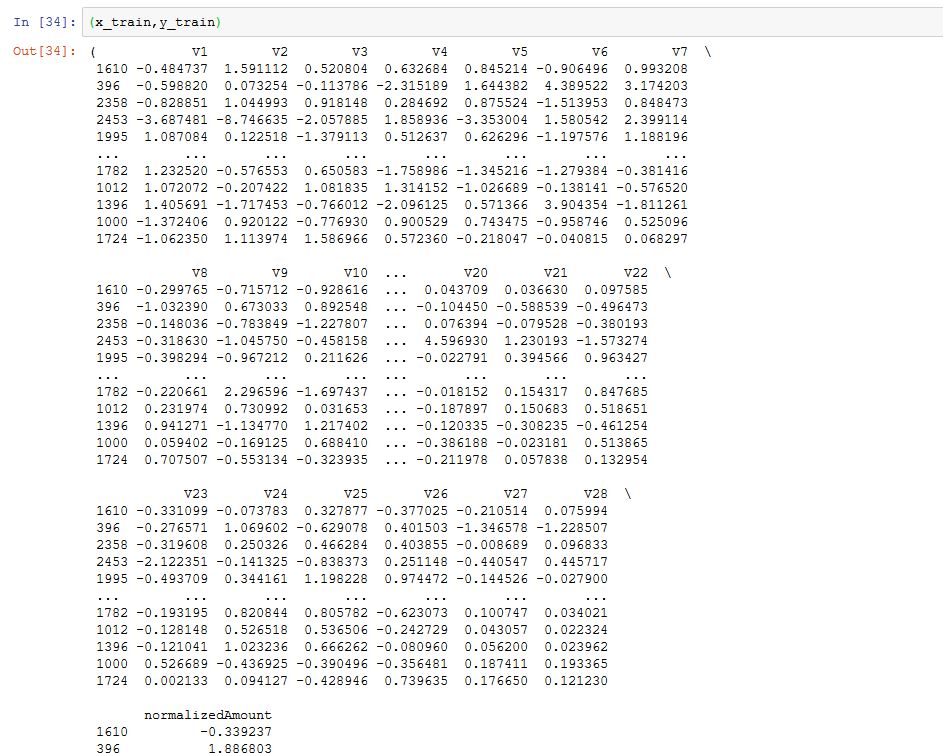 In [34]: (x_train,y_train)
Out[34]: (            V1        V2        V3        V4        V5        V6        V7  \
1610 -0.484737  1.591112  0.520804  0.632684  0.845214 -0.906496  0.993208
396  -0.598820  0.073254 -0.113786 -2.315189  1.644382  4.389522  3.174203
2358 -0.828851  1.044993  0.918148  0.284692  0.875524 -1.513953  0.848473
2453 -3.687481 -8.746635 -2.057885  1.858936 -3.353004  1.580542  2.399114
1995  1.087084  0.122518 -1.379113  0.512637  0.626296 -1.197576  1.188196
...        ...       ...       ...       ...       ...       ...       ...
1782  1.232520 -0.576553  0.650583 -1.758986 -1.345216 -1.279384 -0.381416
1012  1.072072 -0.207422  1.081835  1.314152 -1.026689 -0.138141 -0.576520
1396  1.405691 -1.717453 -0.766012 -2.096125  0.571366  3.904354 -1.811261
1000 -1.372406  0.920122 -0.776930  0.900529  0.743475 -0.958746  0.525096
1724 -1.062350  1.113974  1.586966  0.572360 -0.218047 -0.040815  0.068297
            V8        V9       V10  ...       V20       V21       V22  \
1610 -0.299765 -0.715712 -0.928616  ...  0.043709  0.036630  0.097585
396  -1.032390  0.673033  0.892548  ... -0.104450 -0.588539 -0.496473
2358 -0.148036 -0.783849 -1.227807  ...  0.076394 -0.079528 -0.380193
2453 -0.318630 -1.045750 -0.458158  ...  4.596930  1.230193 -1.573274
1995 -0.398294 -0.967212  0.211626  ... -0.022791  0.394566  0.963427
...        ...       ...       ...  ...       ...       ...       ...
1782 -0.220661  2.296596 -1.697437  ... -0.018152  0.154317  0.847685
1012  0.231974  0.730992  0.031653  ... -0.187897  0.150683  0.518651
1396  0.941271 -1.134770  1.217402  ... -0.120335 -0.308235 -0.461254
1000  0.059402 -0.169125  0.688410  ... -0.386188 -0.023181  0.513865
1724  0.707507 -0.553134 -0.323935  ... -0.211978  0.057838  0.132954
           V23       V24       V25       V26       V27       V28  \
1610 -0.331099 -0.073783  0.327877 -0.377025 -0.210514  0.075994
396  -0.276571  1.069602 -0.629078  0.401503 -1.346578 -1.228507
2358 -0.319608  0.250326  0.466284  0.403855 -0.008689  0.096833
2453 -2.122351 -0.141325 -0.838373  0.251148 -0.440547  0.445717
1995 -0.493709  0.344161  1.198228  0.974472 -0.144526 -0.027900
...        ...       ...       ...       ...       ...       ...
1782 -0.193195  0.820844  0.805782 -0.623073  0.100747  0.034021
1012 -0.128148  0.526518  0.536506 -0.242729  0.043057  0.022324
1396 -0.121041  1.023236  0.666262 -0.080960  0.056200  0.023962
1000  0.526689 -0.436925 -0.390496 -0.356481  0.187411  0.193365
1724  0.002133  0.094127 -0.428946  0.739635  0.176650  0.121230
      normalizedAmount
1610         -0.339237
396           1.886803